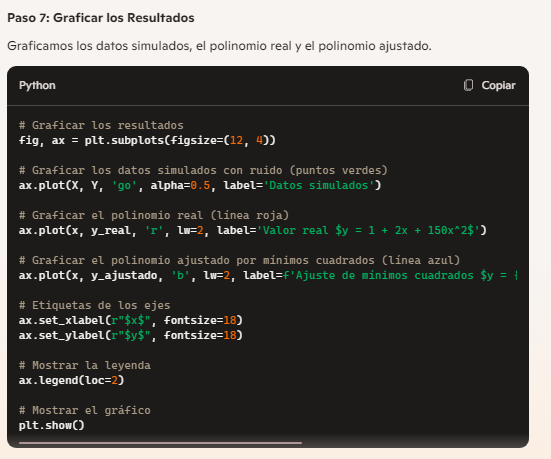 Paso 7: Graficar los Resultados
Graficamos los datos simulados, el polinomio real y el polinomio ajustado.
Python
Copiar
# Graficar los resultados
fig, ax = plt.subplots(figsize=(12, 4))
# Graficar los datos simulados con ruido (puntos verdes)
ax.plot(X, Y, 'go', alpha=0.5, label='Datos simulados')
# Graficar el polinomio real (línea roja)
ax.plot(x, y_real, 'r', lw=2, label='Valor real $y = 1 + 2x + 150x^2$')
# Graficar el polinomio ajustado por mínimos cuadrados (línea azul)
ax.plot(x, y_ajustado, 'b', lw=2, label=f'Ajuste de mínimos cuadrados $y = {
# Etiquetas de los ejes
ax.set_xlabel(r"$x$", fontsize=18)
ax.set_ylabel(r"$y$", fontsize=18)
# Mostrar la leyenda
ax.legend(loc=2)
# Mostrar el gráfico
plt.show()